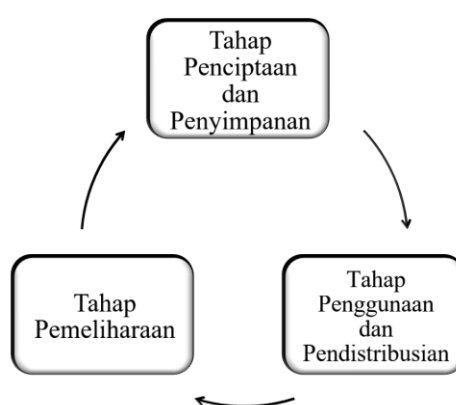 Tahap
Penciptaan
dan
Penyimpanan
Tahap
Penggunaan
dan
Pendistribusian
Tahap
Pemeliharaan